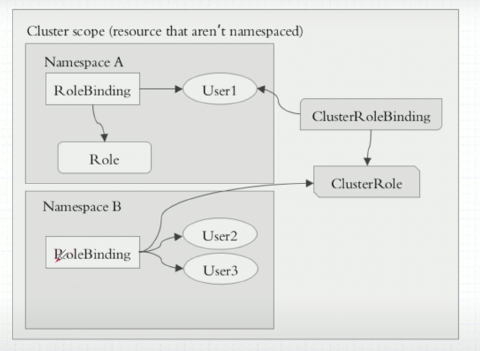 Cluster scope (resource that aren't namespaced)
Namespace A
RoleBinding
User1
Role
ClusterRoleBinding
ClusterRole
Namespace B
RoleBinding
User2
User3